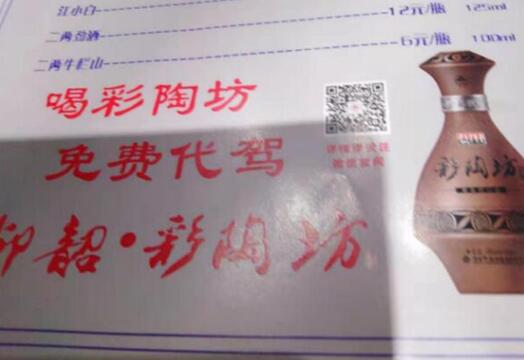 江小白 12元/瓶 125ml
二两劲酒 6元/瓶 100ml
二两牛栏山
喝彩陶坊
免费代驾
仰韶·彩陶坊
彩陶坊